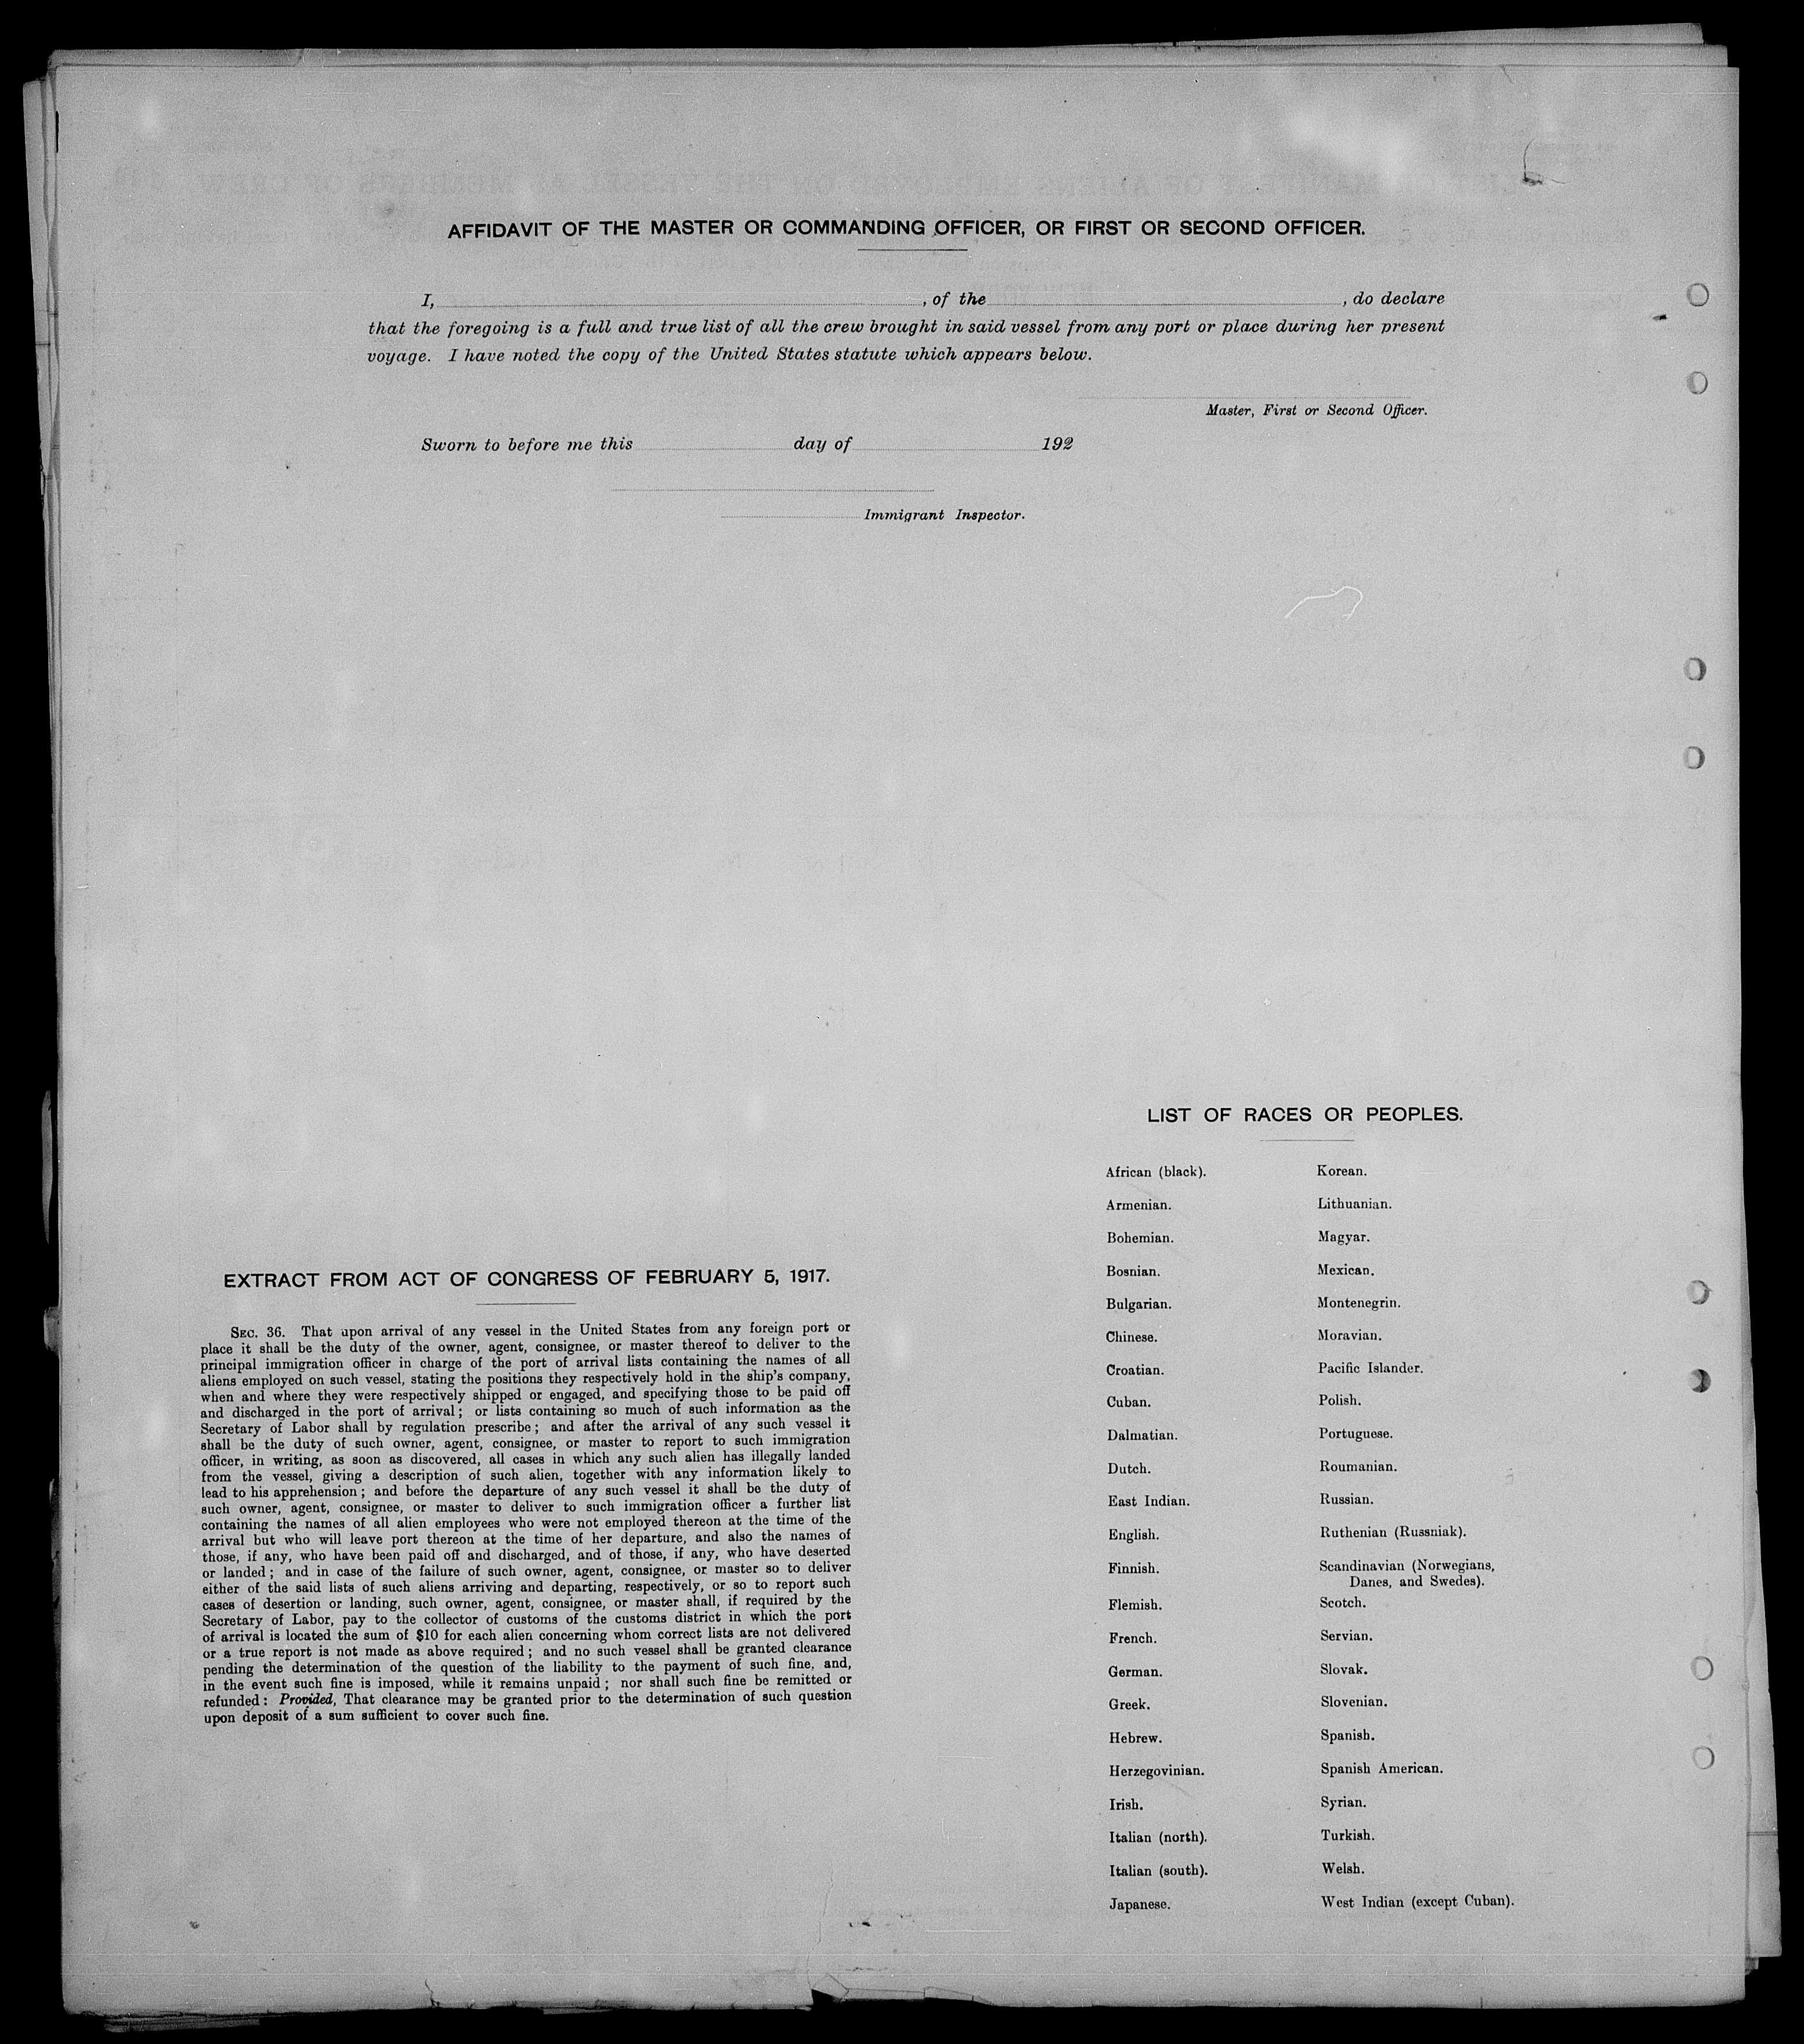 AFFIDAVIT OF THE MASTER OR COMMANDING OFFICER, OR FIRST OR SECOND OFFICER.
I, , of the , do declare
that the foregoing is a full and true list of all the crew brought in said vessel from any port or place during her present
voyage. I have noted the copy of the United States statute which appears below.
Master, First or Second Officer.
Sworn to before me this day of 192
Immigrant Inspector.
EXTRACT FROM ACT OF CONGRESS OF FEBRUARY 5, 1917.
SEC. 36. That upon arrival of any vessel in the United States from any foreign port or
place it shall be the duty of the owner, agent, consignee, or master thereof to deliver to the
principal immigration officer in charge of the port of arrival lists containing the names of all
aliens employed on such vessel, stating the positions they respectively hold in the ship's company,
when and where they were respectively shipped or engaged, and specifying those to be paid off
and discharged in the port of arrival; or lists containing so much of such information as the
Secretary of Labor shall by regulation prescribe; and after the arrival of any such vessel it
shall be the duty of such owner, agent, consignee, or master to report to such immigration
officer, in writing, as soon as discovered, all cases in which any such alien has illegally landed
from the vessel, giving a description of such alien, together with any information likely to
lead to his apprehension; and before the departure of any such vessel it shall be the duty of
such owner, agent, consignee, or master to deliver to such immigration officer a further list
containing the names of all alien employees who were not employed thereon at the time of the
arrival but who will leave port thereon at the time of her departure, and also the names of
those, if any, who have been paid off and discharged, and of those, if any, who have deserted
or landed; and in case of the failure of such owner, agent, consignee, or master so to deliver
either of the said lists of such aliens arriving and departing, respectively, or so to report such
cases of desertion or landing, such owner, agent, consignee, or master shall, if required by the
Secretary of Labor, pay to the collector of customs of the customs district in which the port
of arrival is located the sum of $10 for each alien concerning whom correct lists are not delivered
or a true report is not made as above required; and no such vessel shall be granted clearance
pending the determination of the question of the liability to the payment of such fine, and,
in the event such fine is imposed, while it remains unpaid; nor shall such fine be remitted or
refunded: Provided, That clearance may be granted prior to the determination of such question
upon deposit of a sum sufficient to cover such fine.
LIST OF RACES OR PEOPLES.
African (black).
Armenian.
Bohemian.
Bosnian.
Bulgarian.
Chinese.
Croatian.
Cuban.
Dalmatian.
Dutch.
East Indian.
English.
Finnish.
Flemish.
French.
German.
Greek.
Hebrew.
Herzegovinian.
Irish.
Italian (north).
Italian (south).
Japanese.
Korean.
Lithuanian.
Magyar.
Mexican.
Montenegrin.
Moravian.
Pacific Islander.
Polish.
Portuguese.
Roumanian.
Russian.
Ruthenian (Russniak).
Scandinavian (Norwegians,
Danes, and Swedes).
Scotch.
Servian.
Slovak.
Slovenian.
Spanish.
Spanish American.
Syrian.
Turkish.
Welsh.
West Indian (except Cuban).